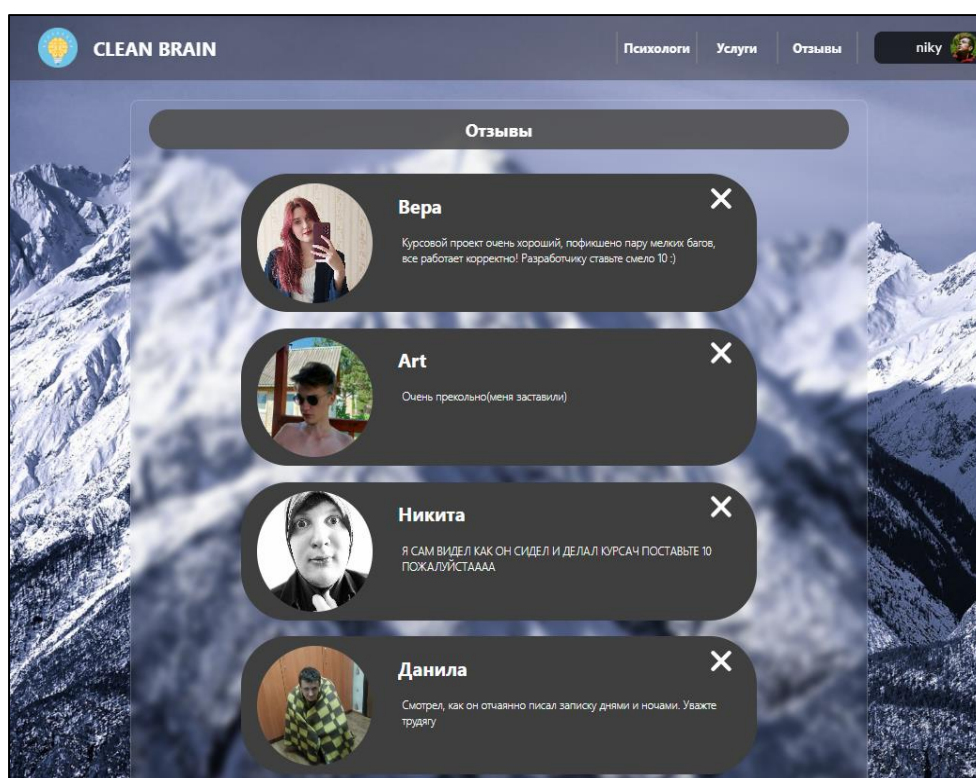 CLEAN BRAIN
Психологи Услуги Отзывы niky
Отзывы
Вера
Курсовой проект очень хороший, пофикшено пару мелких багов,
все работает корректно! Разработчику ставьте смело 10 :)
Art
Очень прекольно(меня заставили)
Никита
Я САМ ВИДЕЛ КАК ОН СИДЕЛ И ДЕЛАЛ КУРСАЧ ПОСТАВЬТЕ 10
ПОЖАЛУЙСТАААА
Данила
Смотрел, как он отчаянно писал записку днями и ночами. Уважте
трудягу